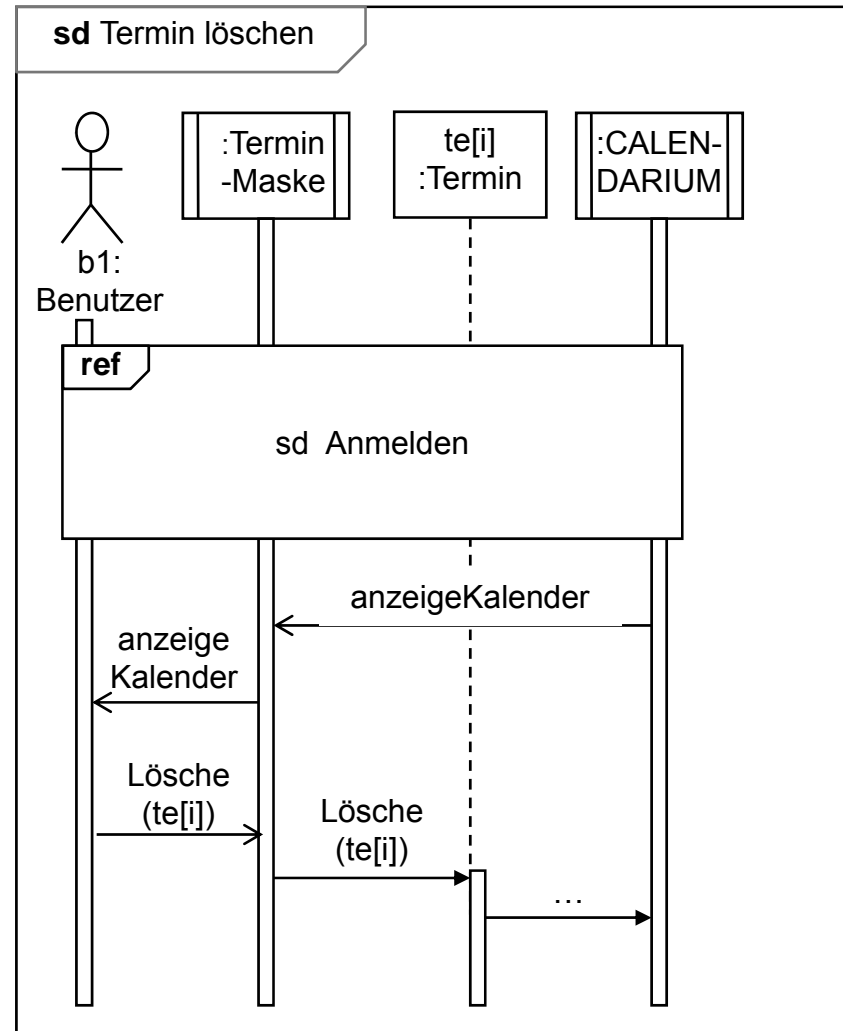 sd Termin löschen
:Termin
-Maske
te[i]
:Termin
:CALEN-
DARIUM
b1:
Benutzer
ref
sd Anmelden
anzeigeKalender
anzeige
Kalender
Lösche
(te[i])
Lösche
(te[i])
…